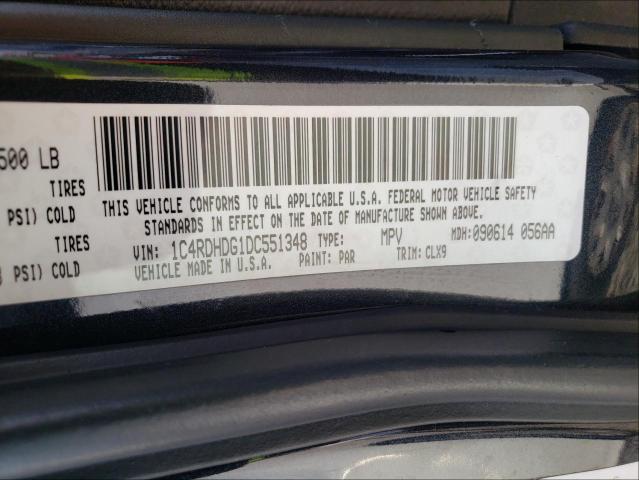 500 LB
TIRES
PSI) COLD
TIRES
PSI) COLD
THIS VEHICLE CONFORMS TO ALL APPLICABLE U.S.A. FEDERAL MOTOR VEHICLE SAFETY
STANDARDS IN EFFECT ON THE DATE OF MANUFACTURE SHOWN ABOVE.
VIN: 1C4RDHDG1DC551348 TYPE: MPV MDH: 090614 056AA
VEHICLE MADE IN U.S.A. PAINT: PAR TRIM: CLX9